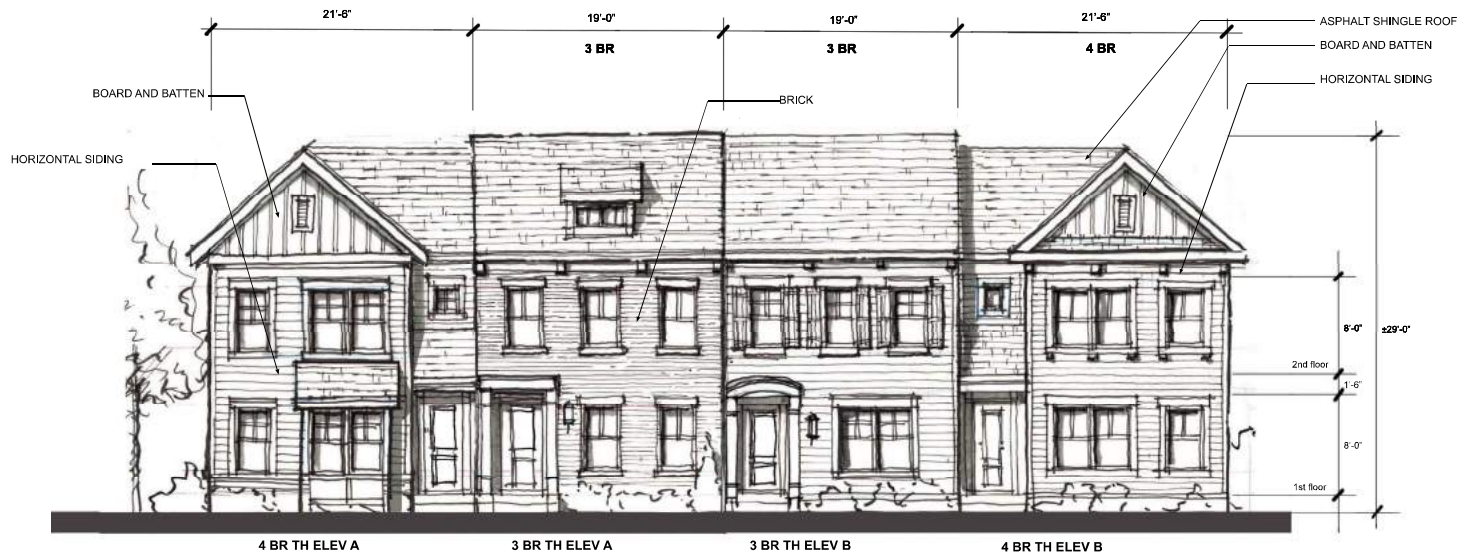 21'-6" 19'-0" 19'-0" 21'-6"
3 BR 3 BR 4 BR
ASPHALT SHINGLE ROOF
BOARD AND BATTEN
HORIZONTAL SIDING
BOARD AND BATTEN
BRICK
HORIZONTAL SIDING
8'-0"
±29'-0"
2nd floor
1'-6"
8'-0"
1st floor
4 BR TH ELEV A 3 BR TH ELEV A 3 BR TH ELEV B 4 BR TH ELEV B